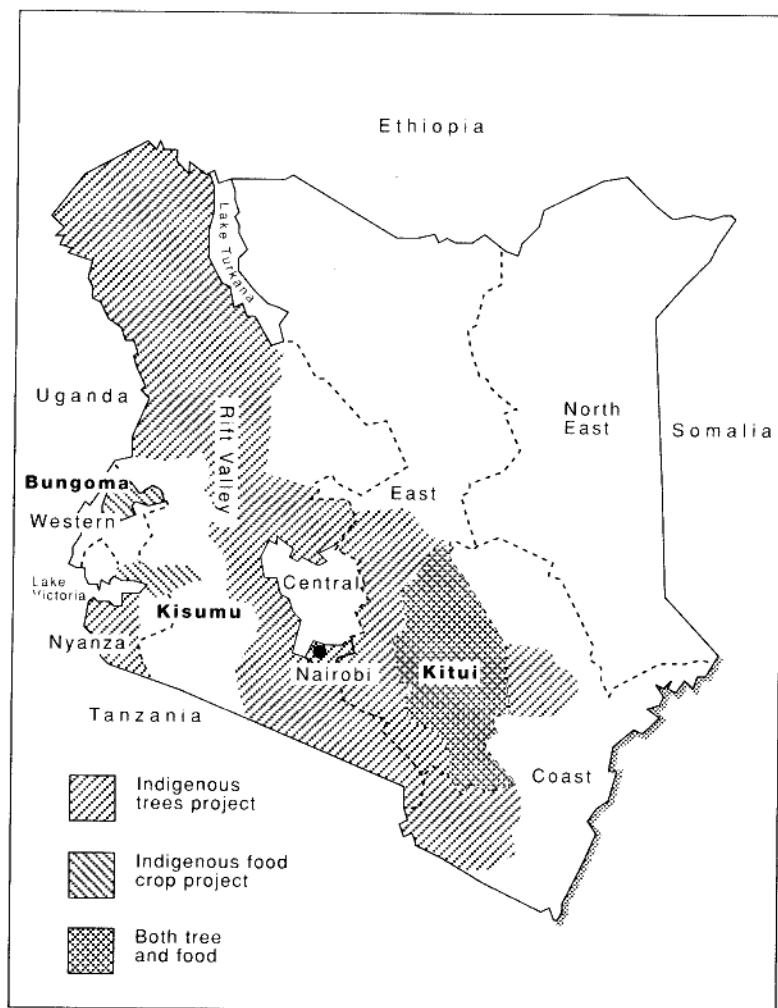 Ethiopia
Lake Turkana
Uganda
Rift Valley
North
East
Somalia
Bungoma
East
Western
Lake
Victoria
Central
Kisumu
Nyanza
Nairobi
Kitui
Tanzania
Coast
Indigenous
trees project
Indigenous food
crop project
Both tree
and food